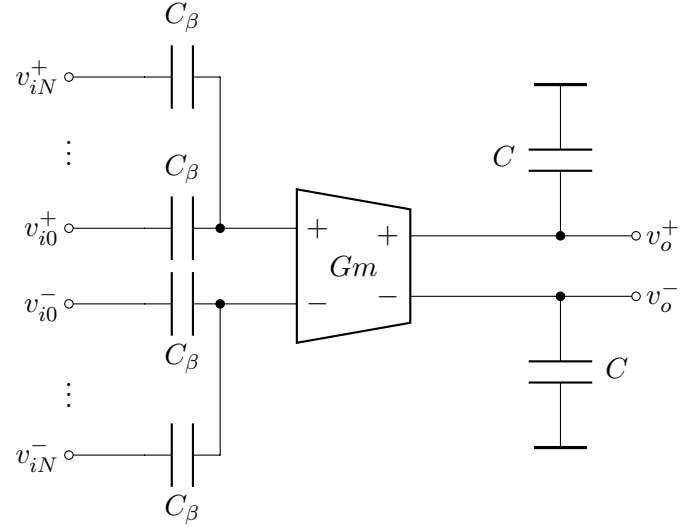 C_β
v_{iN}^+
⋮
C_β
C
v_{i0}^+
+ + v_o^+
Gm
v_{i0}^- − − v_o^-
C_β
C
⋮
v_{iN}^-
C_β